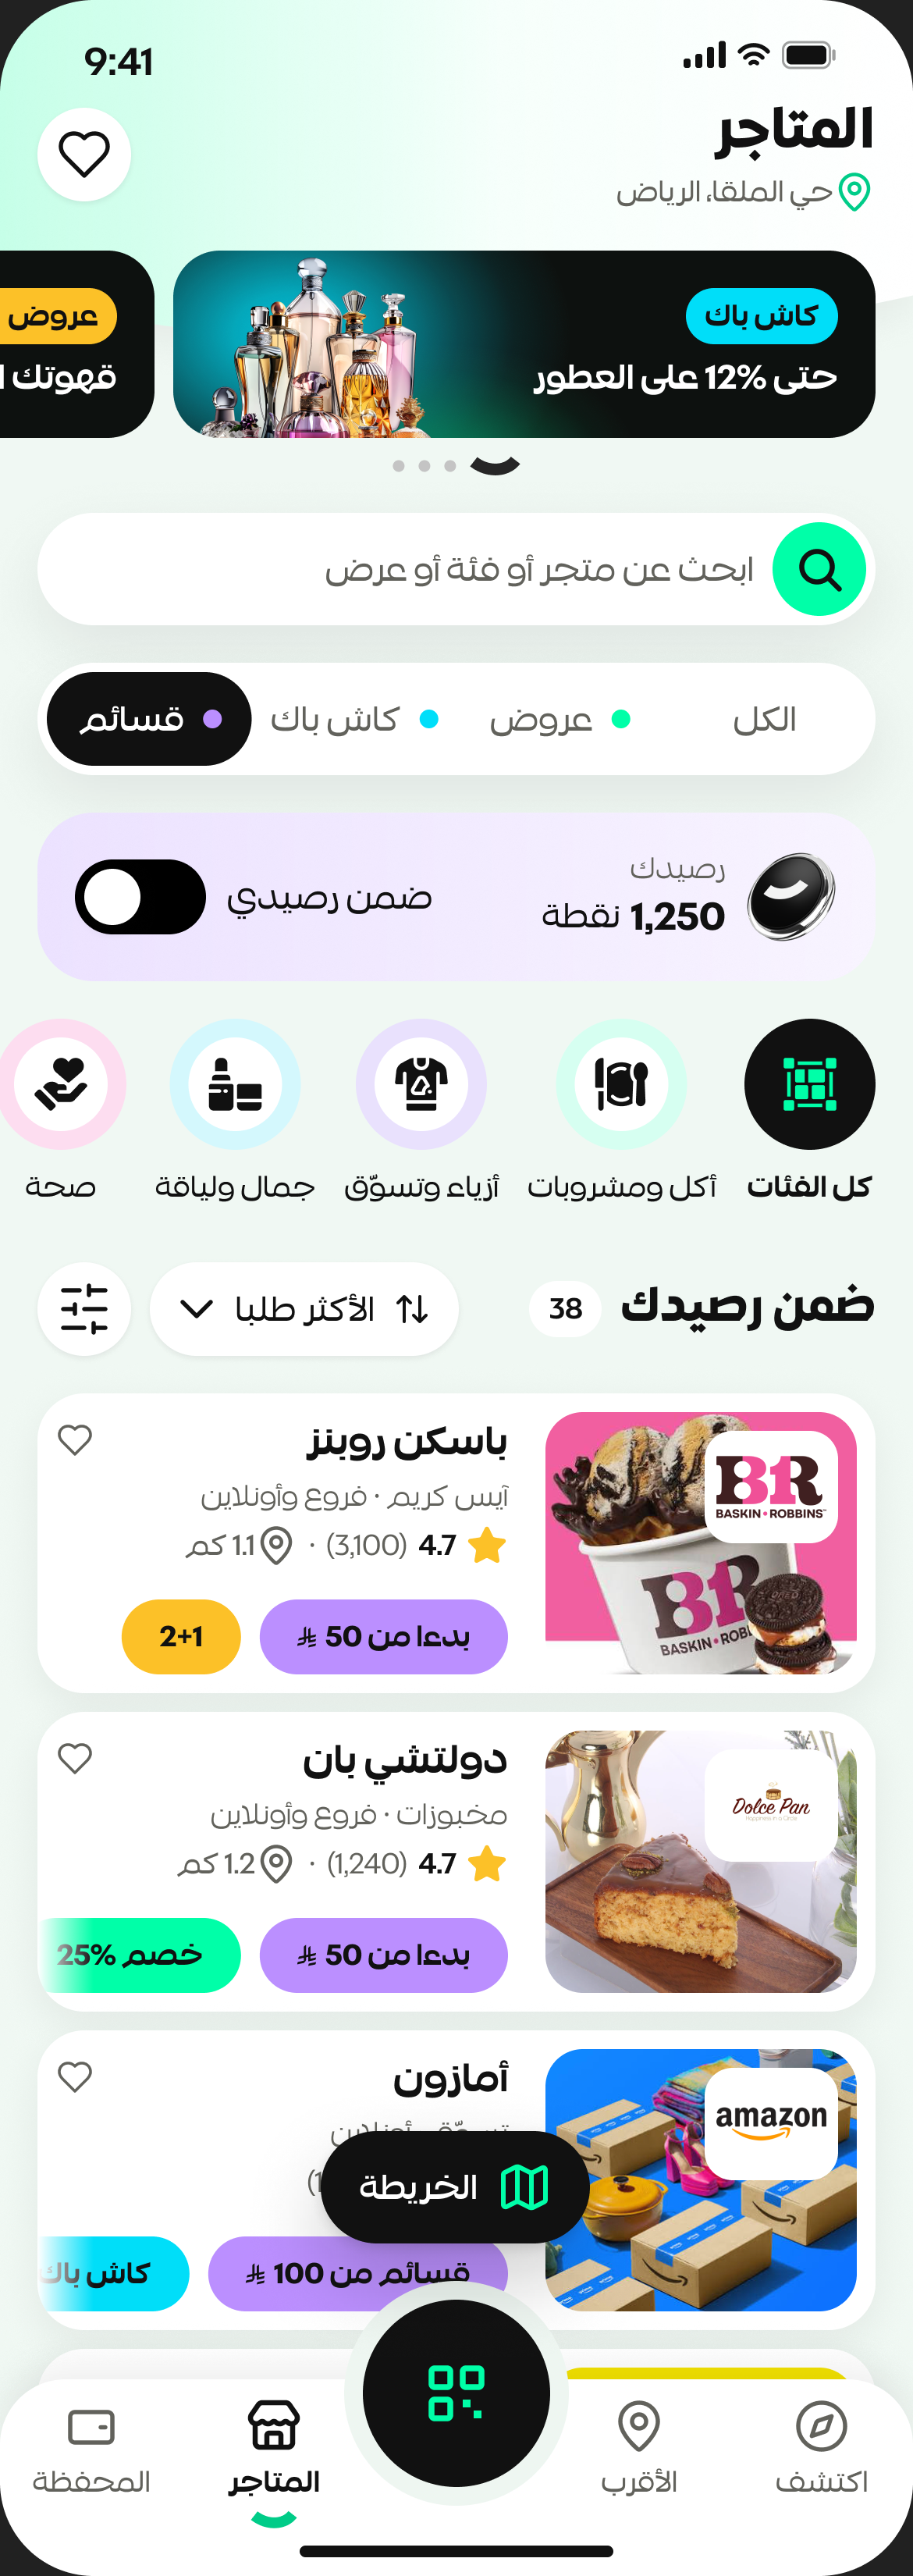 9:41
المتاجر
حي الملقا، الرياض
كاش باك
حتى 12% على العطور
عروض
قهوتك
ابحث عن متجر أو فئة أو عرض
الكل
عروض
كاش باك
قسائم
رصيدك
1,250 نقطة
ضمن رصيدي
كل الفئات
أكل ومشروبات
أزياء وتسوّق
جمال ولياقة
صحة
ضمن رصيدك 38
الأكثر طلبا
BR
BASKIN•ROBBINS
BR
باسكن روبنز
آيس كريم · فروع وأونلاين
4.7 (3,100) · 1.1 كم
بدءا من 50
2+1
Dolce Pan
دولتشي بان
مخبوزات · فروع وأونلاين
4.7 (1,240) · 1.2 كم
بدءا من 50
خصم 25%
amazon
أمازون
الخريطة
قسائم من 100
كاش باك
اكتشف
الأقرب
المتاجر
المحفظة